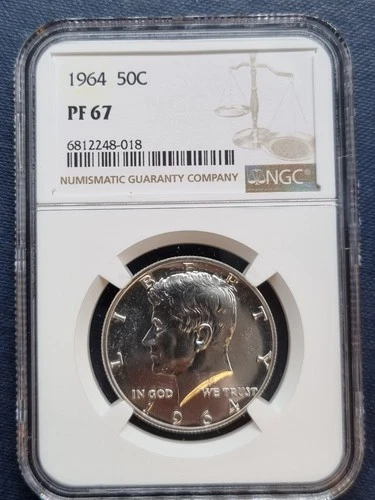 1964 50C
PF 67
6812248-018
NUMISMATIC GUARANTY COMPANY
NGC
LIBERTY
IN GOD WE TRUST
1964